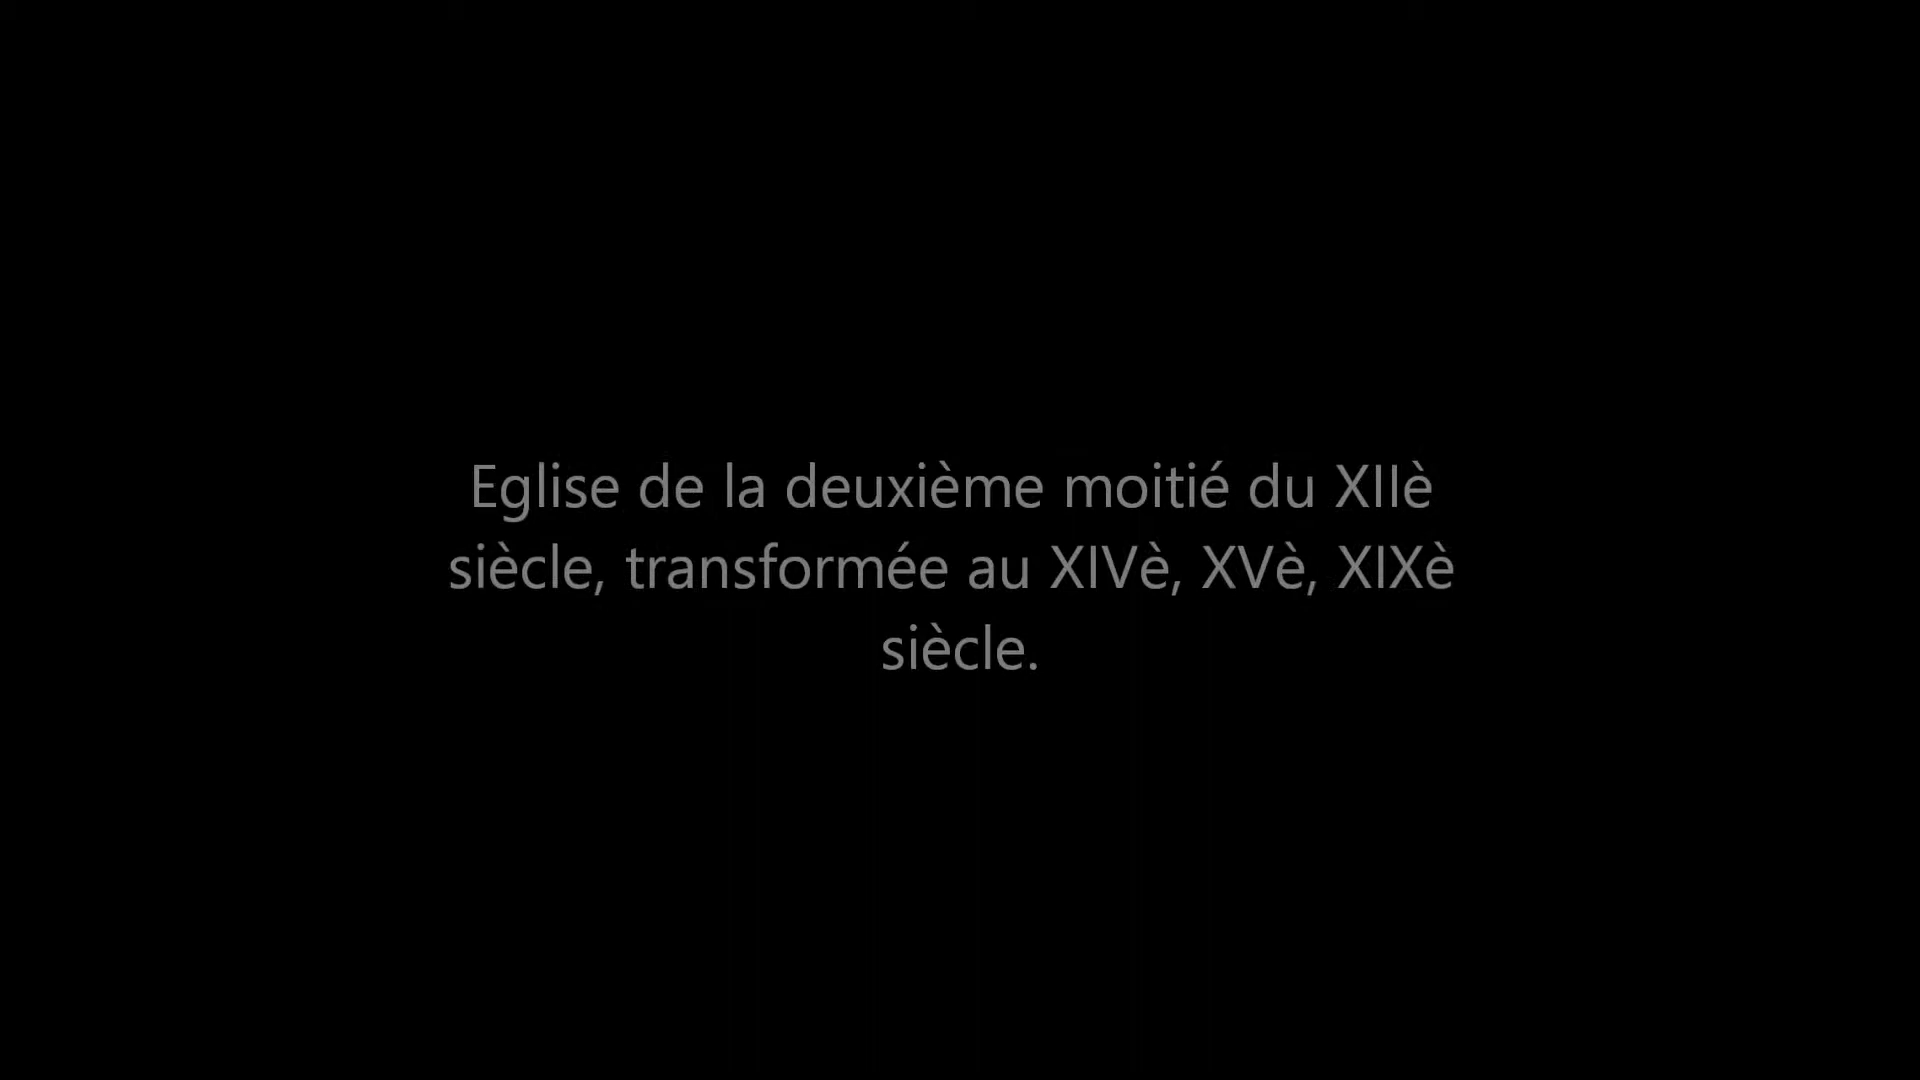 Eglise de la deuxième moitié du XIIè
siècle, transformée au XIVè, XVè, XIXè
siècle.